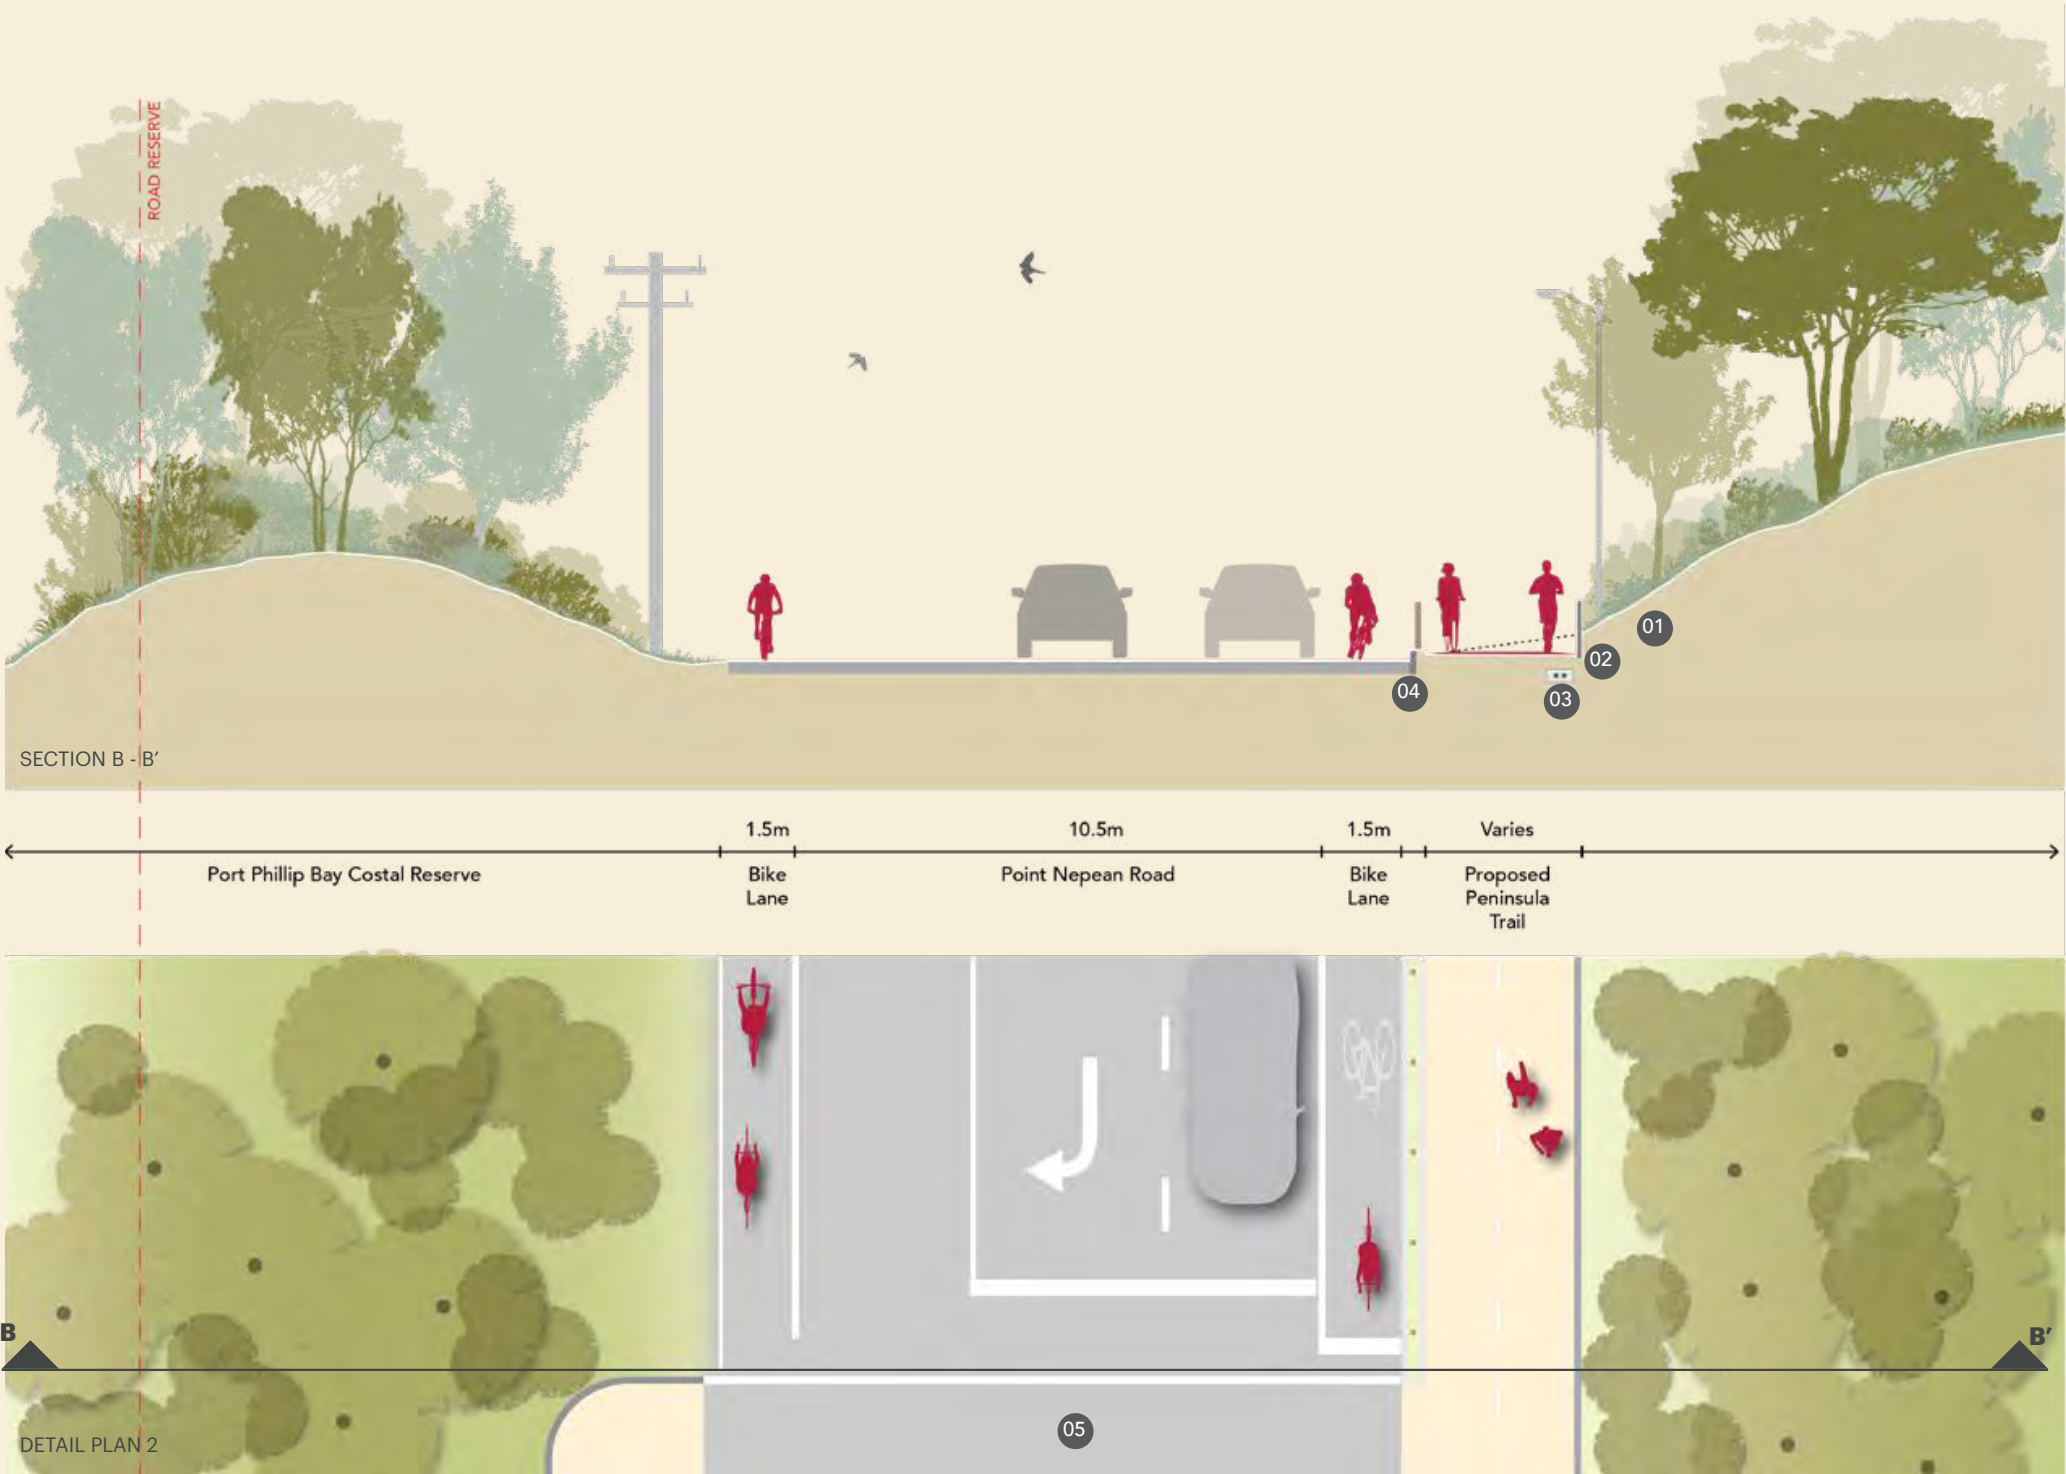 ROAD RESERVE
01
02
03
04
SECTION B - B'
1.5m
10.5m
1.5m
Varies
Port Phillip Bay Costal Reserve
Bike
Lane
Point Nepean Road
Bike
Lane
Proposed
Peninsula
Trail
B
B'
05
DETAIL PLAN 2